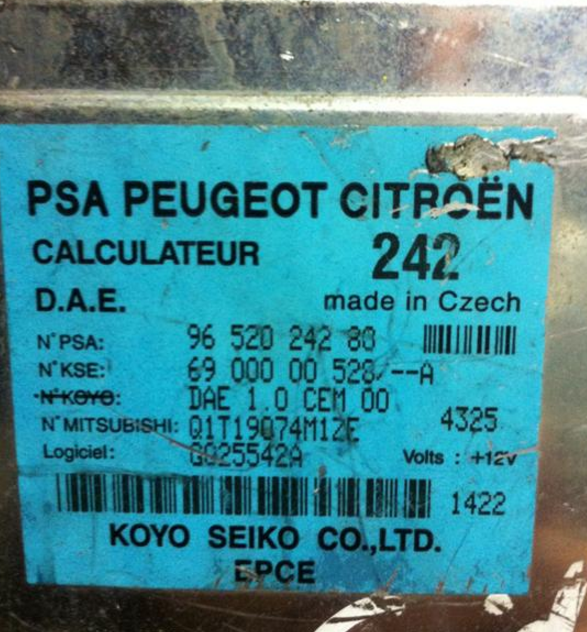 PSA PEUGEOT CITROËN
CALCULATEUR 242
D.A.E. made in Czech
N°PSA: 96 520 242 80
N°KSE: 69 000 00 528/--A
N°KOYO: DAE 1.0 CEM 00
N°MITSUBISHI: Q1T19074M1ZE 4325
Logiciel: G025542A Volts : +12V
1422
KOYO SEIKO CO.,LTD.
EPCE